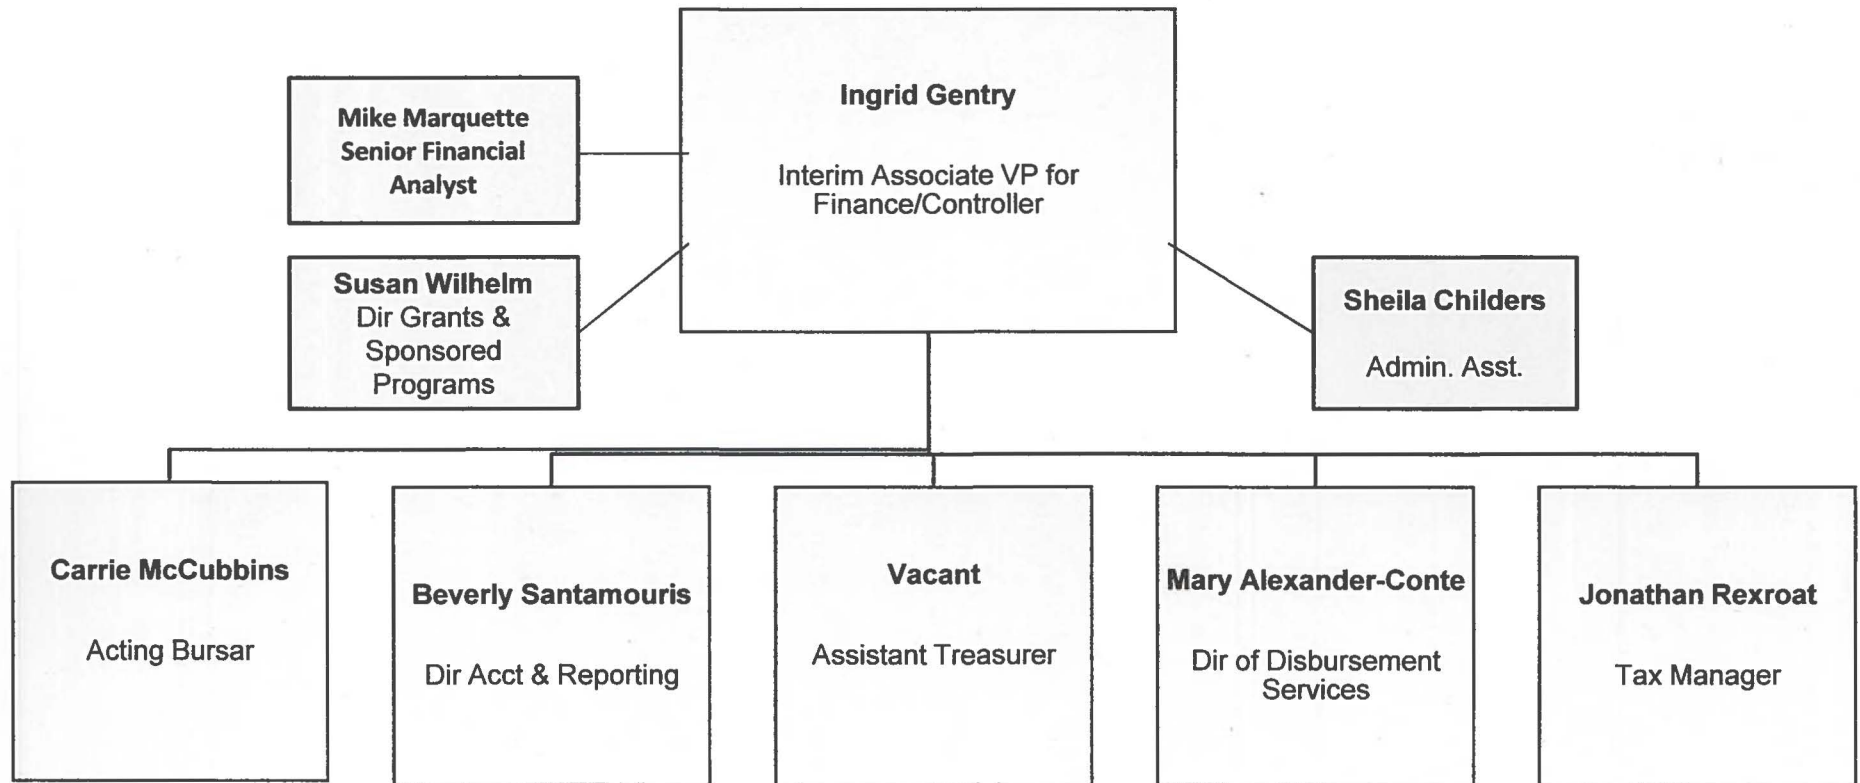 Ingrid Gentry
Interim Associate VP for
Finance/Controller
Mike Marquette
Senior Financial
Analyst
Susan Wilhelm
Dir Grants &
Sponsored
Programs
Sheila Childers
Admin. Asst.
Carrie McCubbins
Acting Bursar
Beverly Santamouris
Dir Acct & Reporting
Vacant
Assistant Treasurer
Mary Alexander-Conte
Dir of Disbursement
Services
Jonathan Rexroat
Tax Manager